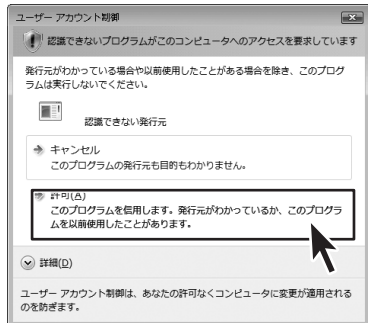 ユーザー アカウント制御
認識できないプログラムがこのコンピュータへのアクセスを要求しています
発行元がわかっている場合や以前使用したことがある場合を除き、このプログ
ラムは実行しないでください。
認識できない発行元
キャンセル
このプログラムの発行元も目的もわかりません。
許可(A)
このプログラムを信用します。発行元がわかっているか、このプログラ
ムを以前使用したことがあります。
詳細(D)
ユーザー アカウント制御は、あなたの許可なくコンピュータに変更が適用される
のを防ぎます。